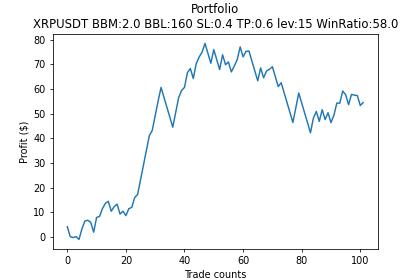 Portfolio
XRPUSDT BBM:2.0 BBL:160 SL:0.4 TP:0.6 lev:15 WinRatio:58.0
80
70
60
50
40
30
20
10
0
Profit ($)
0 20 40 60 80 100
Trade counts